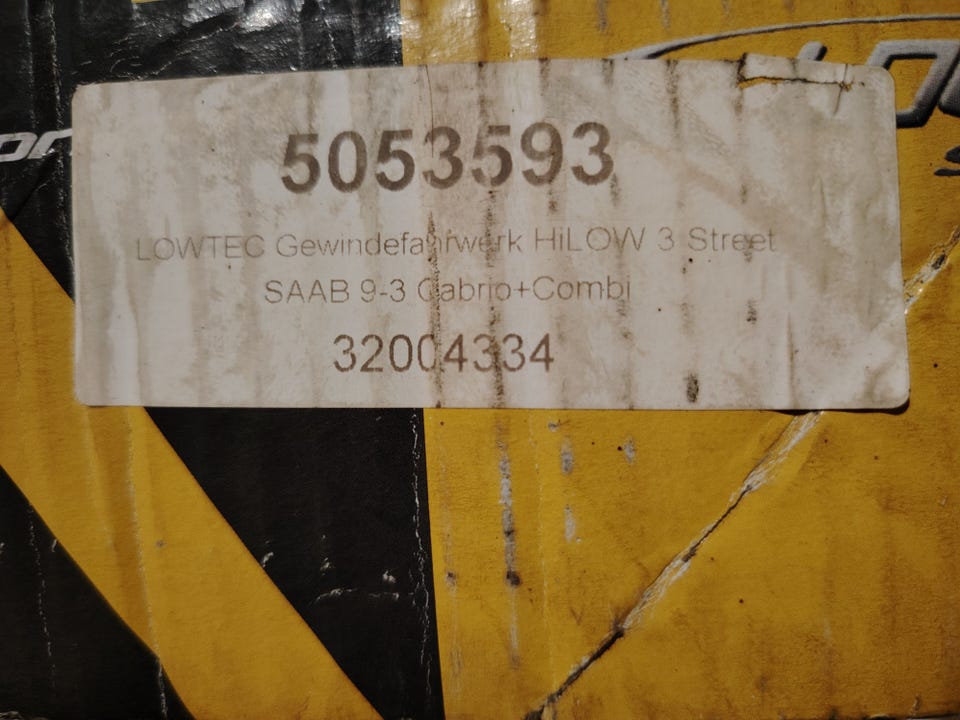 5053593
LOWTEC Gewindefahrwerk HiLOW 3 Street
SAAB 9-3 Cabrio+Combi
32004334